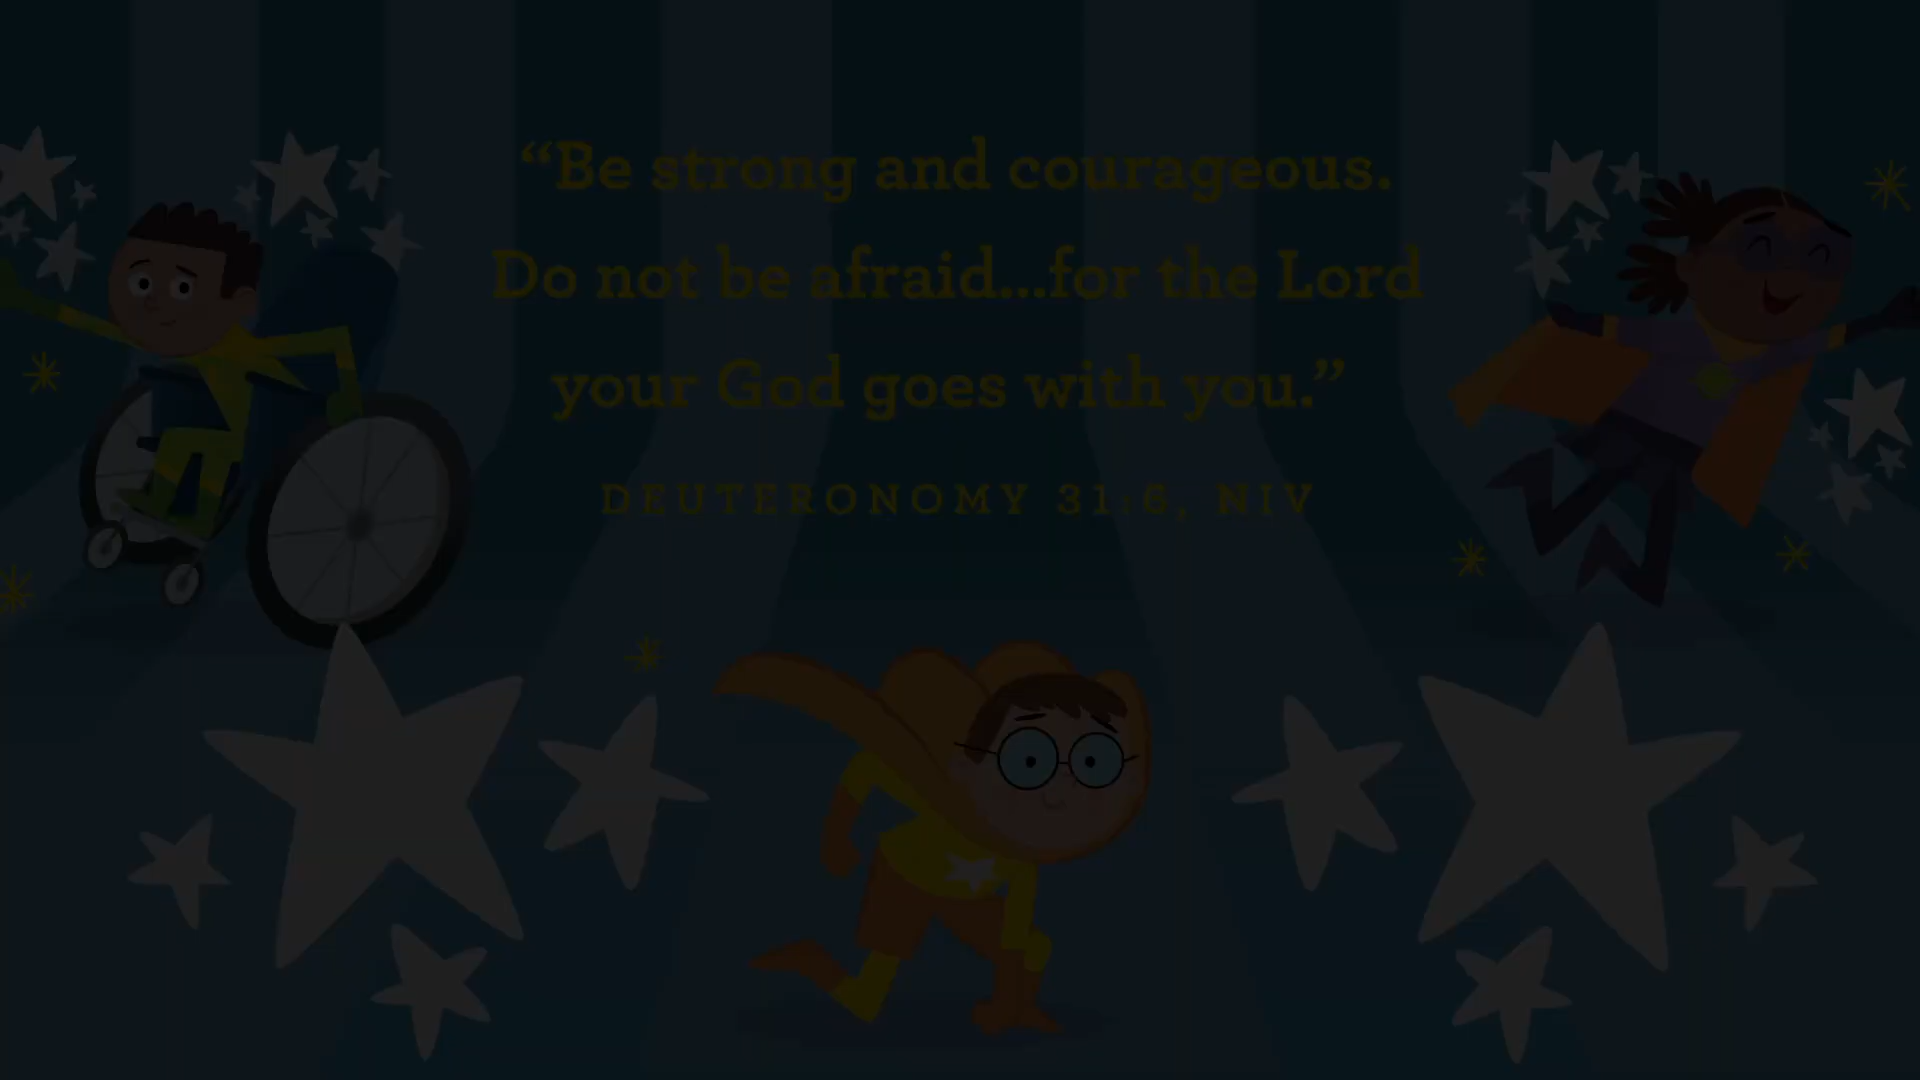 “Be strong and courageous.
Do not be afraid...for the Lord
your God goes with you.”
DEUTERONOMY 31:6, NIV